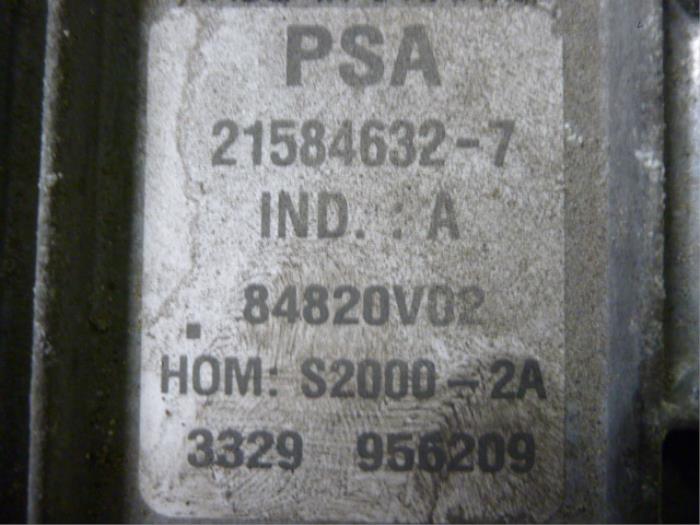 PSA
21584632-7
IND. : A
84820V02
HOM: S2000-2A
3329 956209